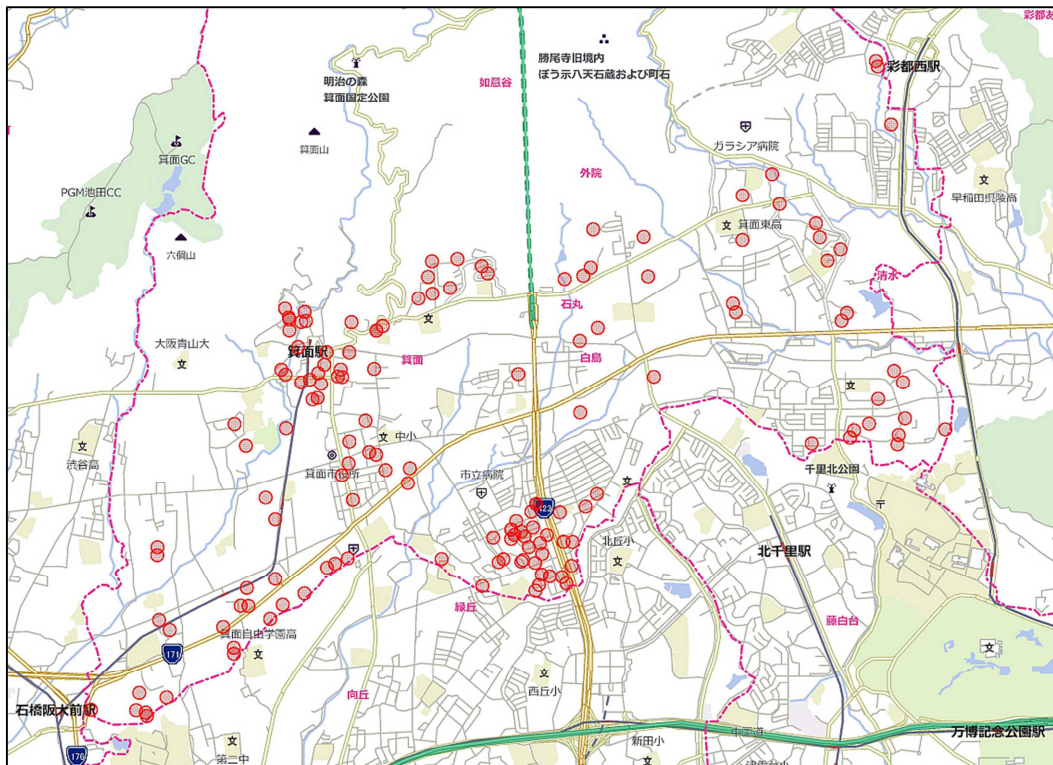 彩都あ
勝尾寺旧境内
ぼう示八天石蔵および町石
彩都西駅
如意谷
明治の森
箕面国定公園
箕面山
箕面GC
ガラシア病院
外院
PGM池田CC
早稲田摂陵高
箕面東高
六個山
清水
石丸
大阪青山大
箕面駅
箕面
白島
中小
渋谷高
箕面市役所
市立病院
千里北公園
423
北丘小
北千里駅
緑丘
藤白台
箕面自由学園高
171
向丘
西丘小
石橋阪大前駅
176
第二中
新田小
万博記念公園駅